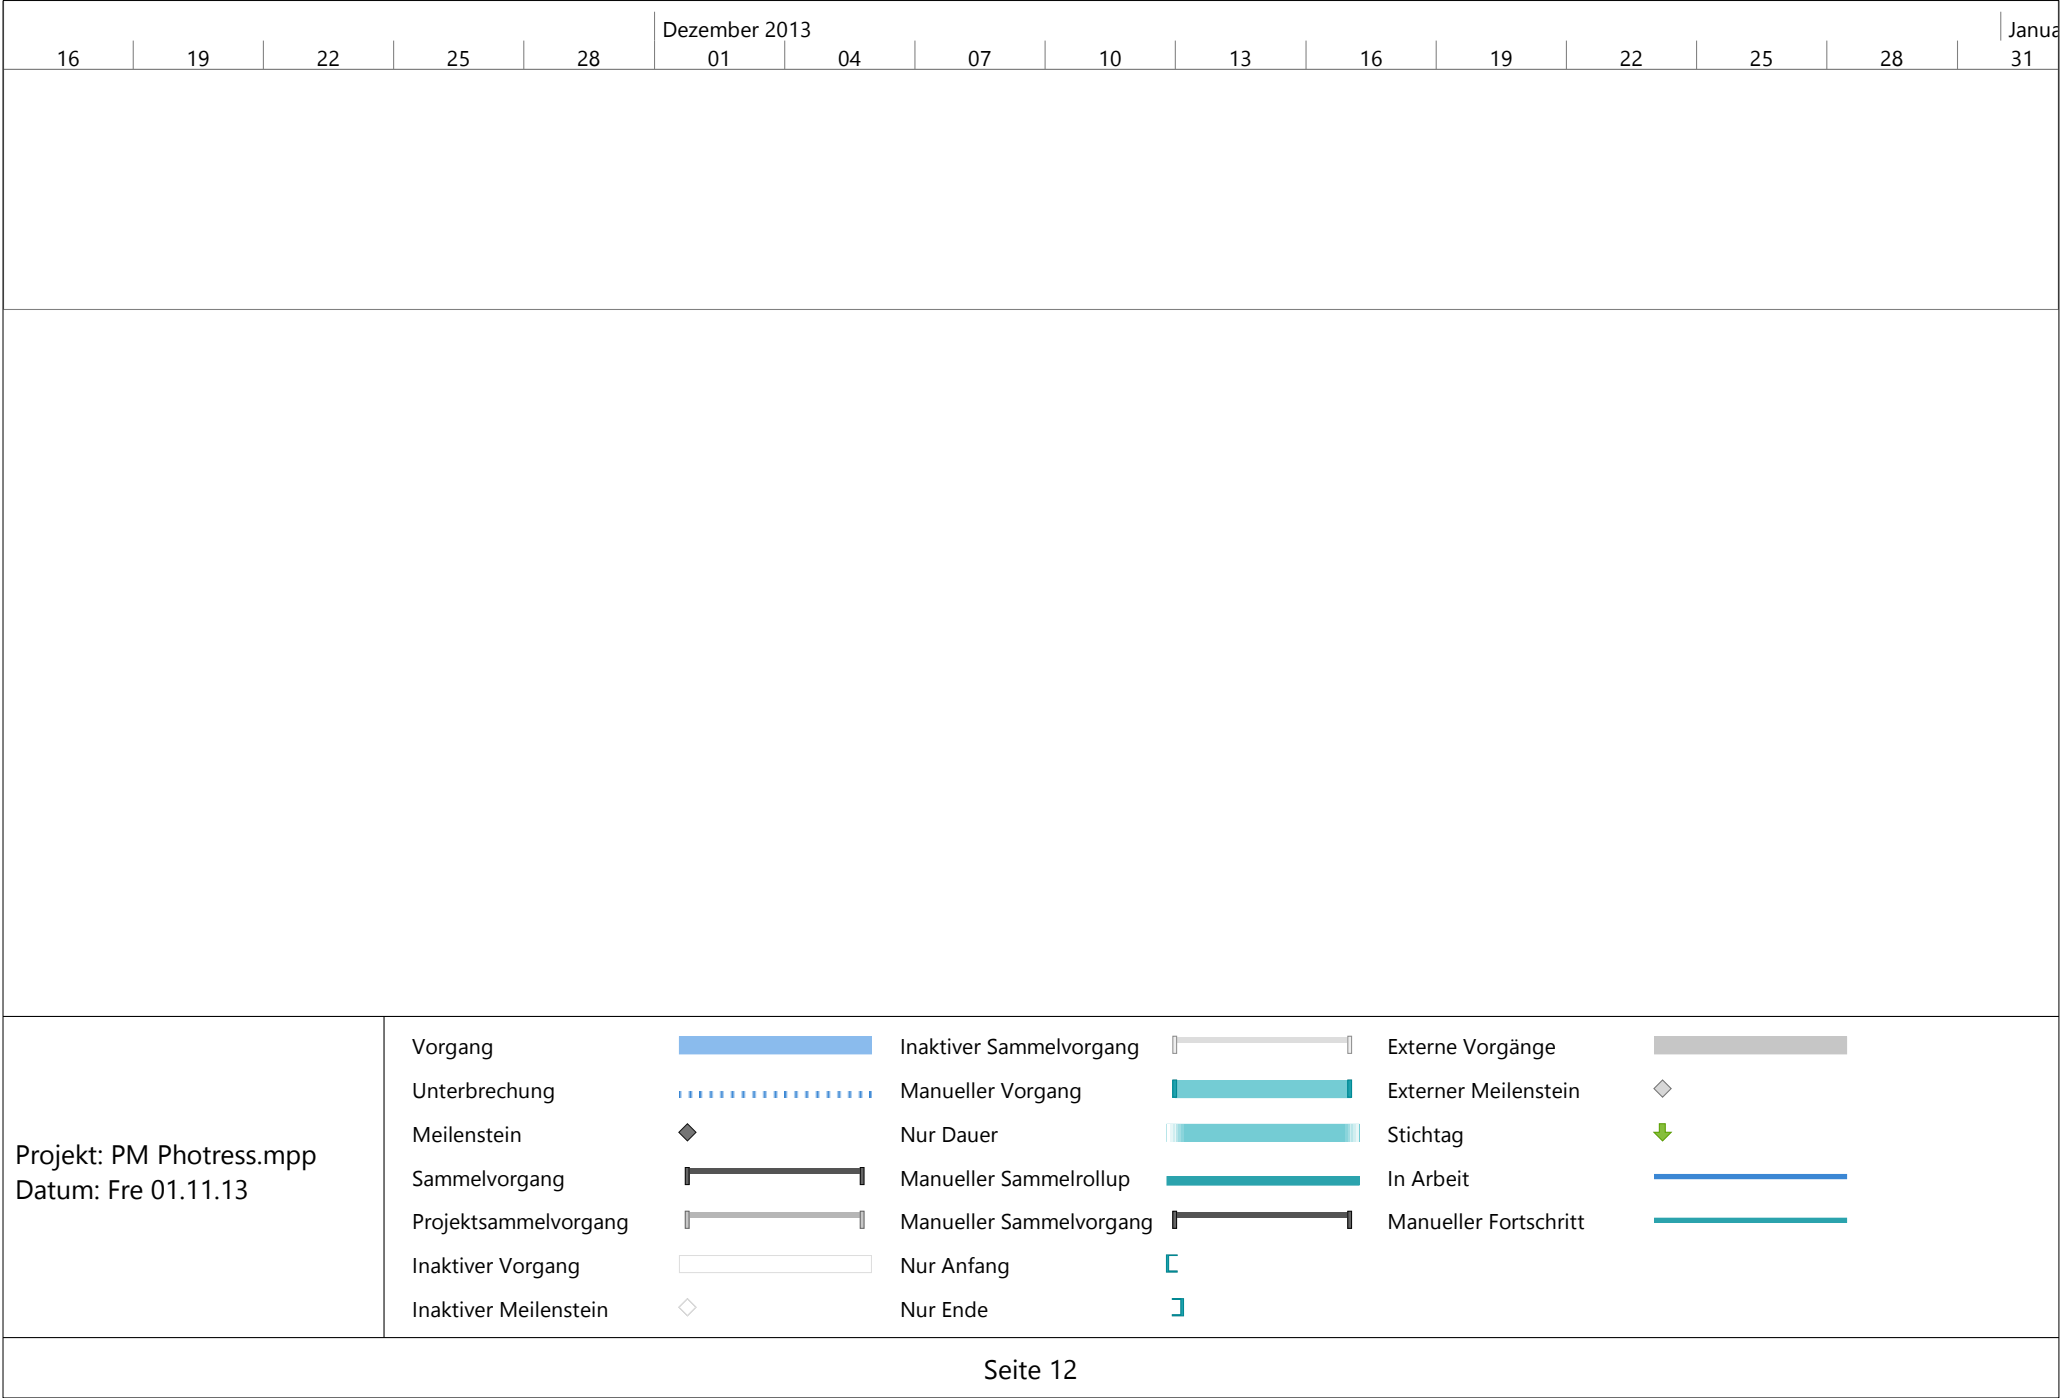 Dezember 2013 Janua
16 19 22 25 28 01 04 07 10 13 16 19 22 25 28 31
Projekt: PM Photress.mpp
Datum: Fre 01.11.13
Vorgang
Unterbrechung
Meilenstein
Sammelvorgang
Projektsammelvorgang
Inaktiver Vorgang
Inaktiver Meilenstein
Inaktiver Sammelvorgang
Manueller Vorgang
Nur Dauer
Manueller Sammelrollup
Manueller Sammelvorgang
Nur Anfang
Nur Ende
Externe Vorgänge
Externer Meilenstein
Stichtag
In Arbeit
Manueller Fortschritt
Seite 12